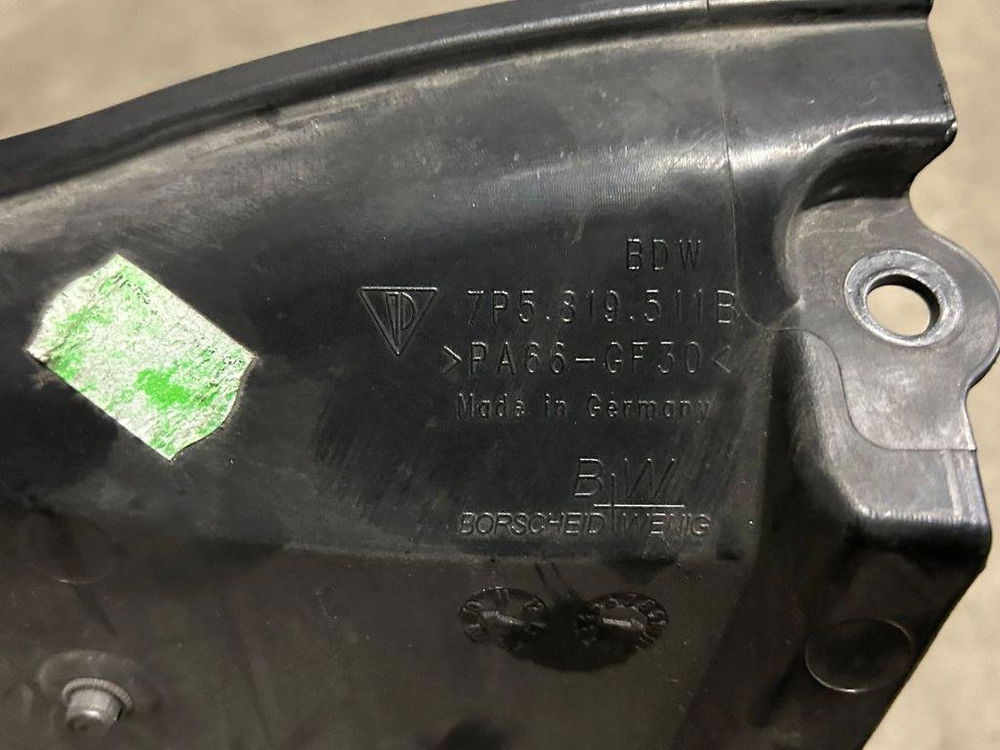 BDW
7P5.819.511B
>PA66-GF30<
Made in Germany
BW
BORSCHEID WENIG